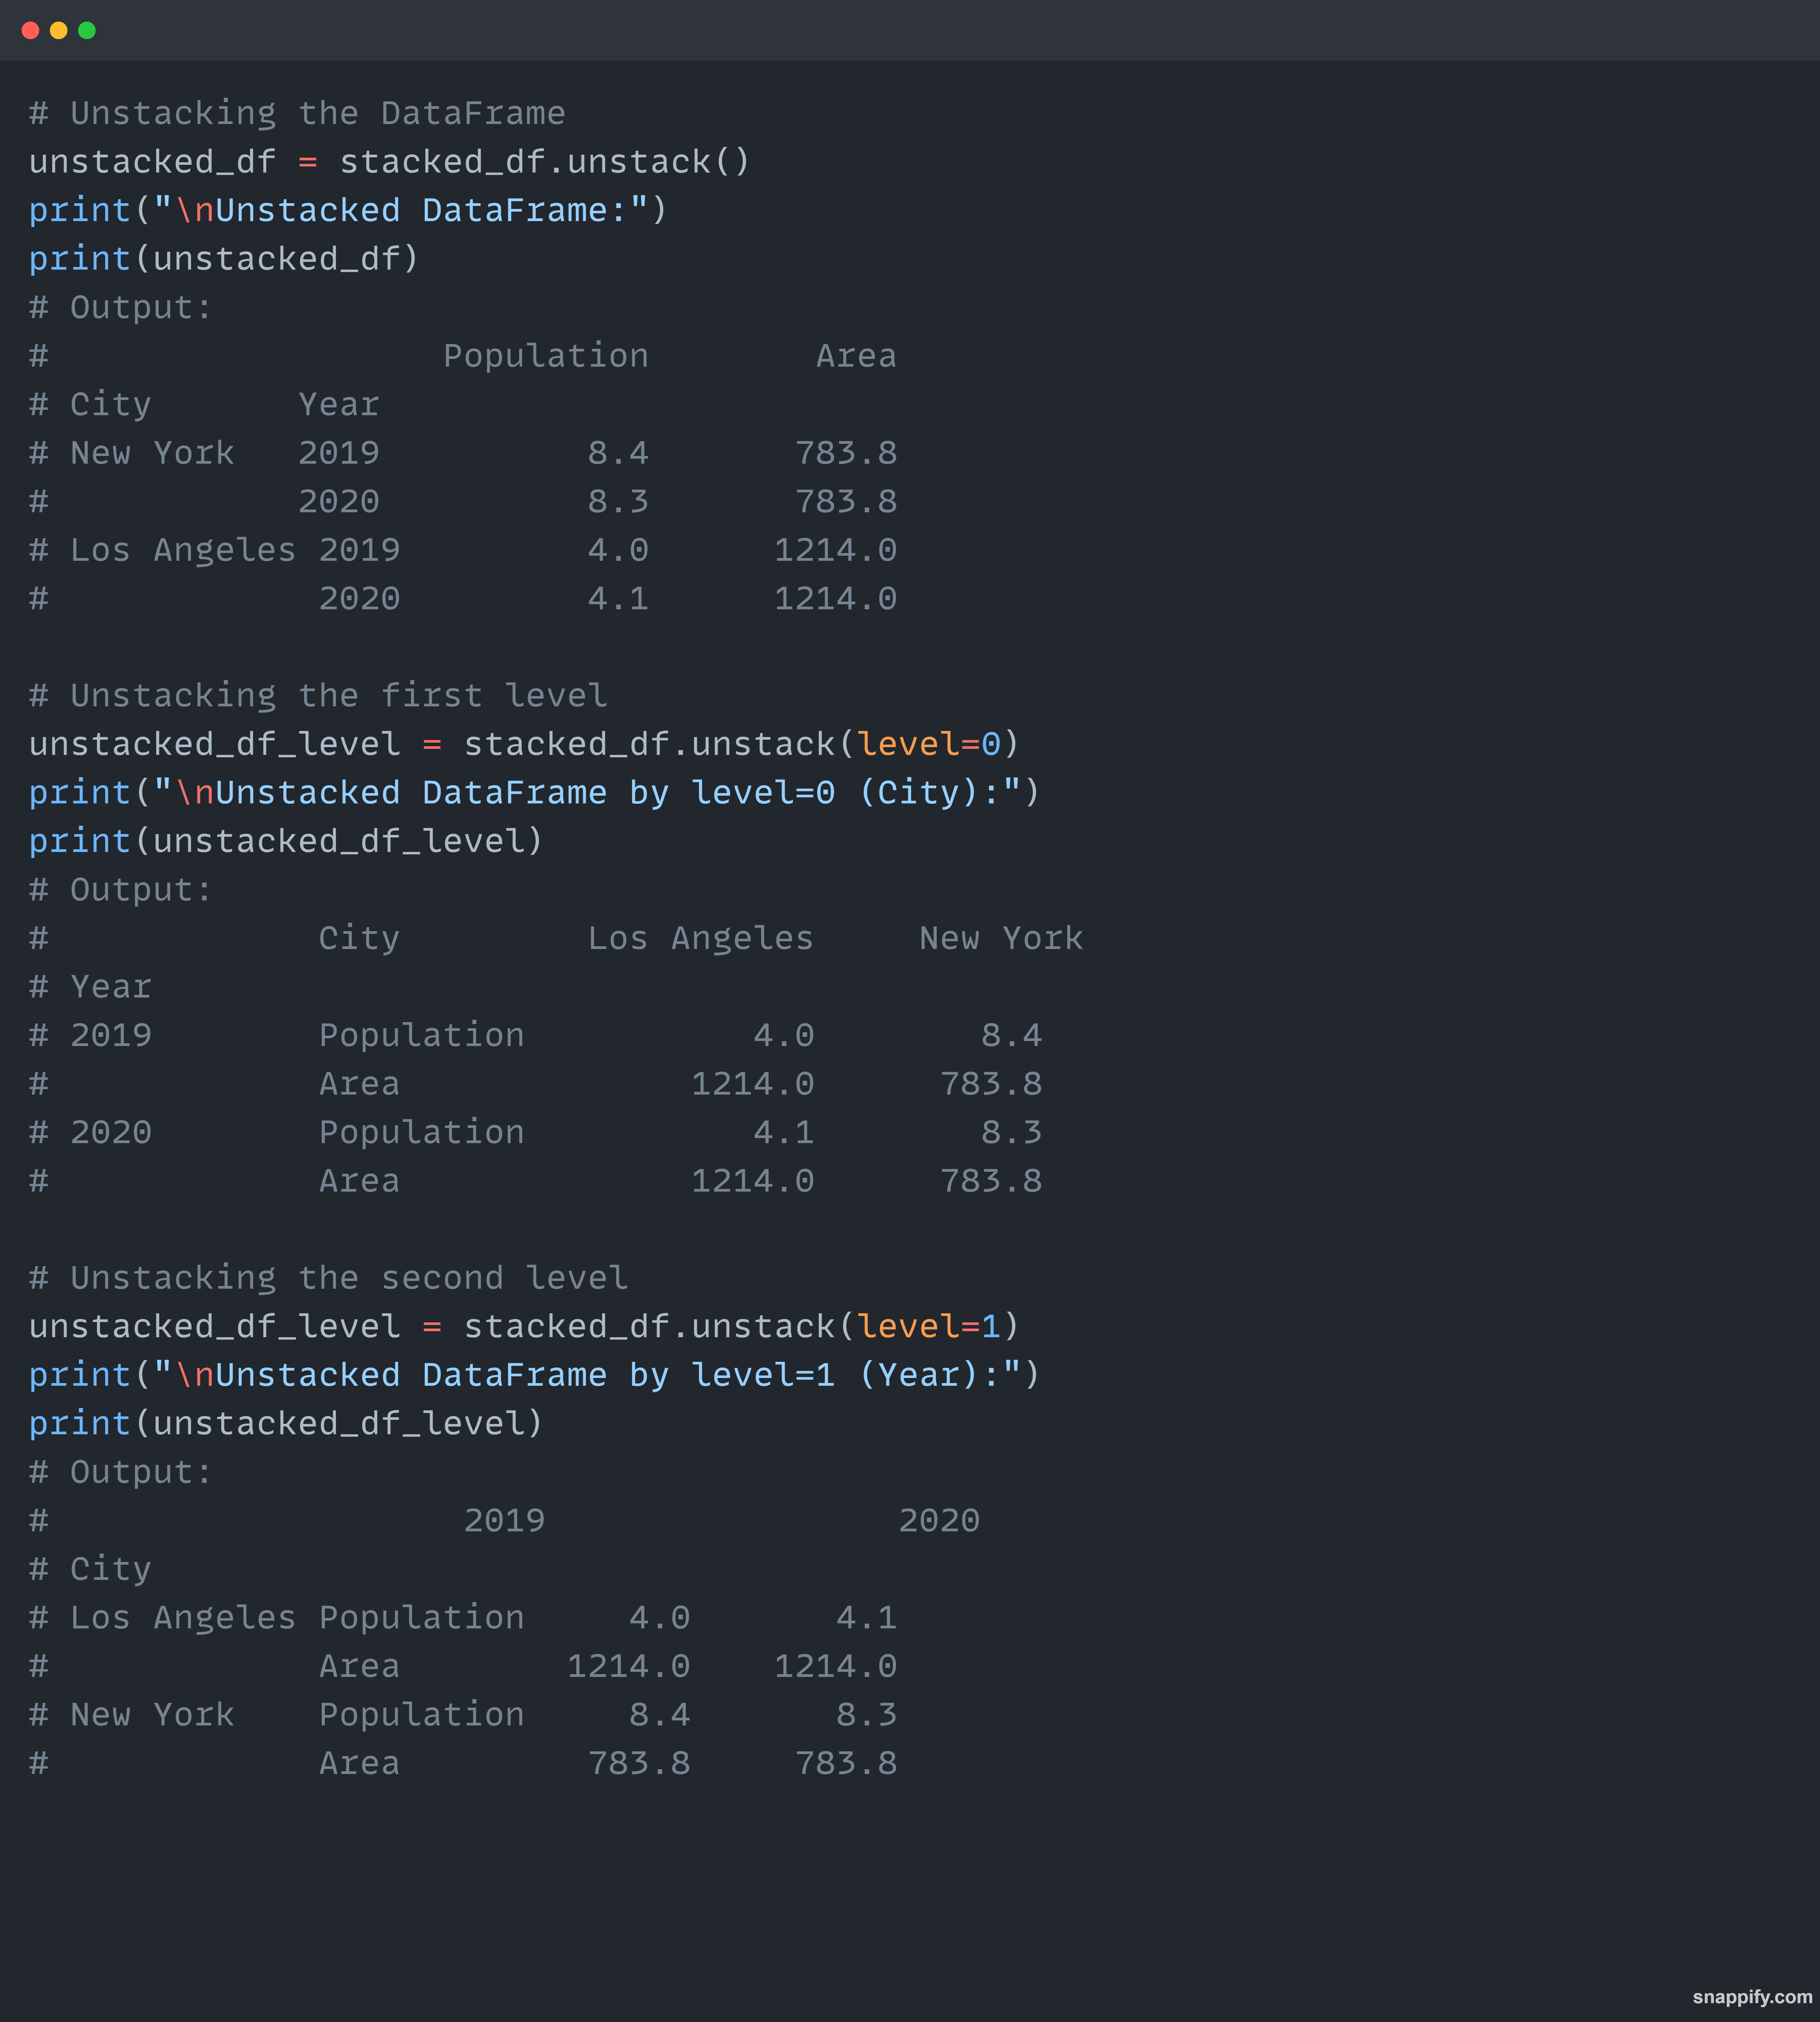 # Unstacking the DataFrame
unstacked_df = stacked_df.unstack()
print("\nUnstacked DataFrame:")
print(unstacked_df)
# Output:
#                   Population        Area
# City       Year
# New York   2019          8.4       783.8
#            2020          8.3       783.8
# Los Angeles 2019         4.0      1214.0
#             2020         4.1      1214.0

# Unstacking the first level
unstacked_df_level = stacked_df.unstack(level=0)
print("\nUnstacked DataFrame by level=0 (City):")
print(unstacked_df_level)
# Output:
#             City         Los Angeles     New York
# Year
# 2019        Population           4.0        8.4
#             Area              1214.0      783.8
# 2020        Population           4.1        8.3
#             Area              1214.0      783.8

# Unstacking the second level
unstacked_df_level = stacked_df.unstack(level=1)
print("\nUnstacked DataFrame by level=1 (Year):")
print(unstacked_df_level)
# Output:
#                    2019                 2020
# City
# Los Angeles Population     4.0       4.1
#             Area        1214.0    1214.0
# New York    Population     8.4       8.3
#             Area         783.8     783.8
snappify.com